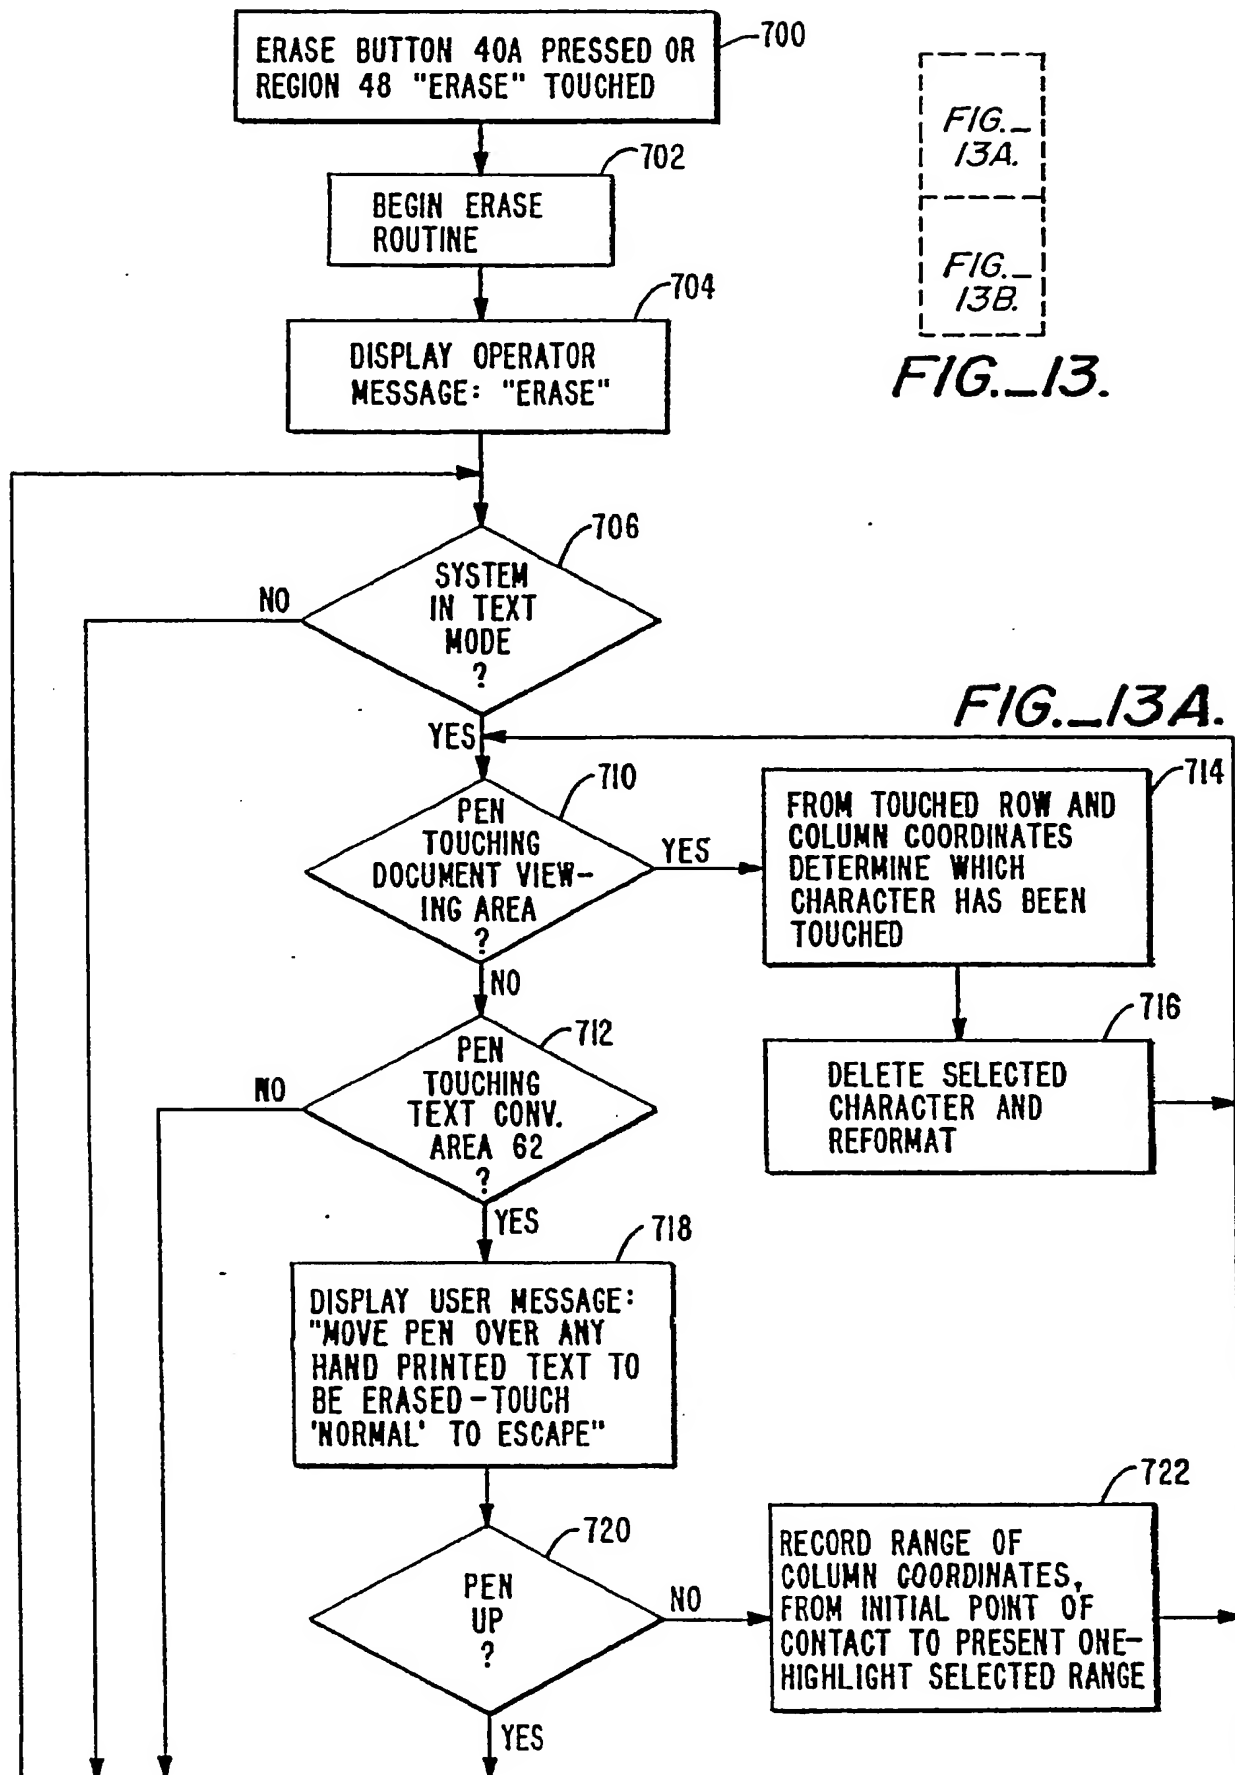 ERASE BUTTON 40A PRESSED OR
REGION 48 "ERASE" TOUCHED
700
FIG._
13A.
FIG._
13B.
FIG._13.
702
BEGIN ERASE
ROUTINE
704
DISPLAY OPERATOR
MESSAGE: "ERASE"
706
SYSTEM
IN TEXT
MODE
?
NO
YES
FIG._13A.
710
PEN
TOUCHING
DOCUMENT VIEW-
ING AREA
?
YES
NO
714
FROM TOUCHED ROW AND
COLUMN COORDINATES
DETERMINE WHICH
CHARACTER HAS BEEN
TOUCHED
712
PEN
TOUCHING
TEXT CONV.
AREA 62
?
NO
YES
716
DELETE SELECTED
CHARACTER AND
REFORMAT
718
DISPLAY USER MESSAGE:
"MOVE PEN OVER ANY
HAND PRINTED TEXT TO
BE ERASED-TOUCH
'NORMAL' TO ESCAPE"
720
PEN
UP
?
NO
YES
722
RECORD RANGE OF
COLUMN COORDINATES,
FROM INITIAL POINT OF
CONTACT TO PRESENT ONE-
HIGHLIGHT SELECTED RANGE